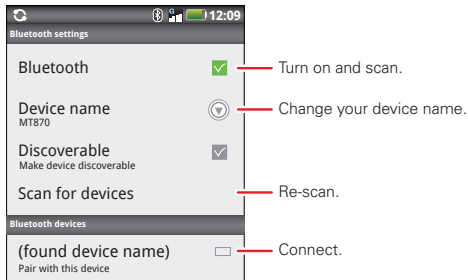 G
12:09
Bluetooth settings
Bluetooth
Turn on and scan.
Device name
MT870
Change your device name.
Discoverable
Make device discoverable
Scan for devices
Re-scan.
Bluetooth devices
(found device name)
Pair with this device
Connect.